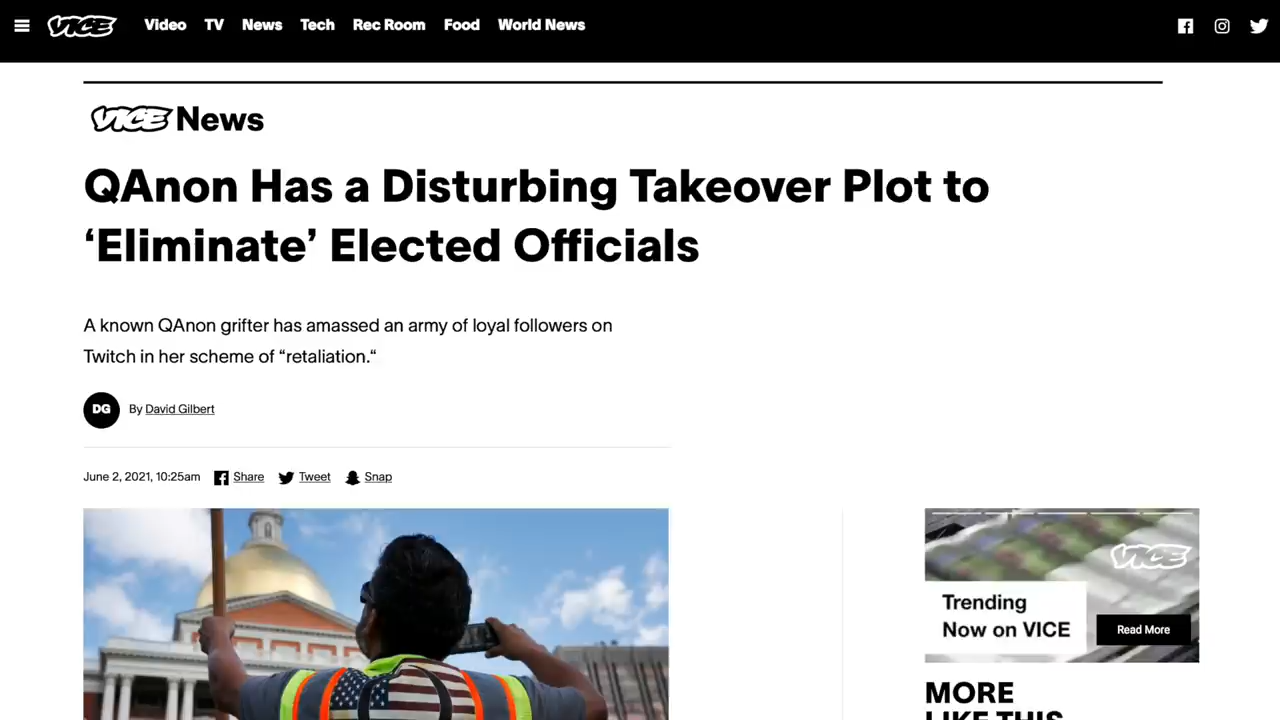 VICE Video TV News Tech Rec Room Food World News
VICE News
QAnon Has a Disturbing Takeover Plot to
‘Eliminate’ Elected Officials
A known QAnon grifter has amassed an army of loyal followers on
Twitch in her scheme of “retaliation.“
DG By David Gilbert
June 2, 2021, 10:25am Share Tweet Snap
VICE
Trending
Now on VICE
Read More
MORE
LIKE THIS